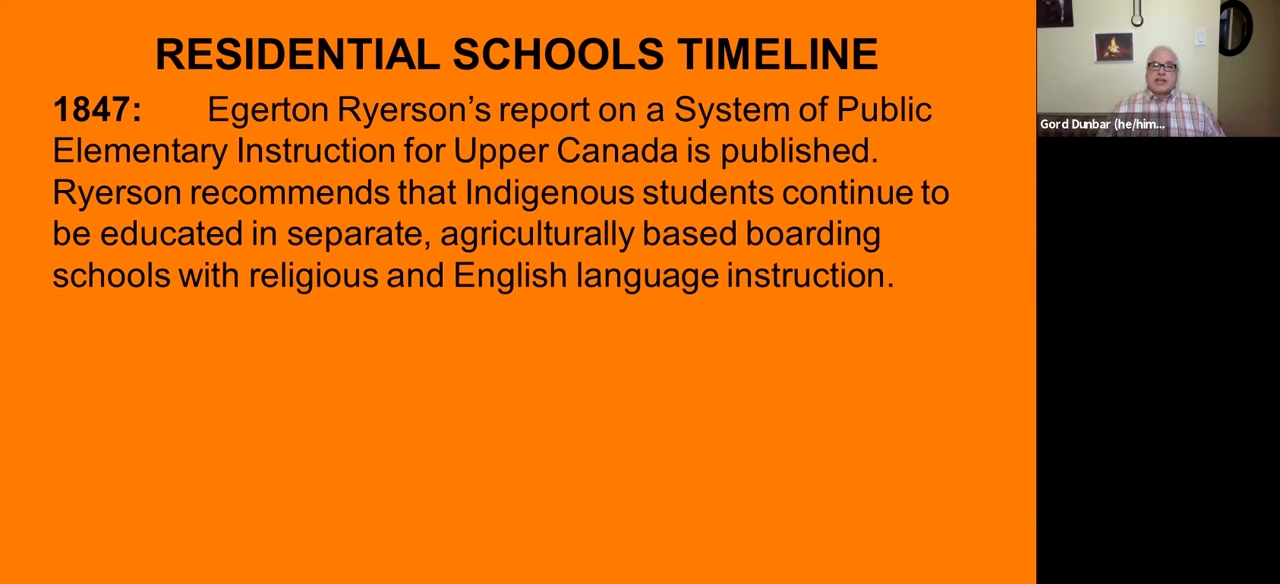 RESIDENTIAL SCHOOLS TIMELINE
1847: Egerton Ryerson’s report on a System of Public
Elementary Instruction for Upper Canada is published.
Ryerson recommends that Indigenous students continue to
be educated in separate, agriculturally based boarding
schools with religious and English language instruction.
Gord Dunbar (he/him...